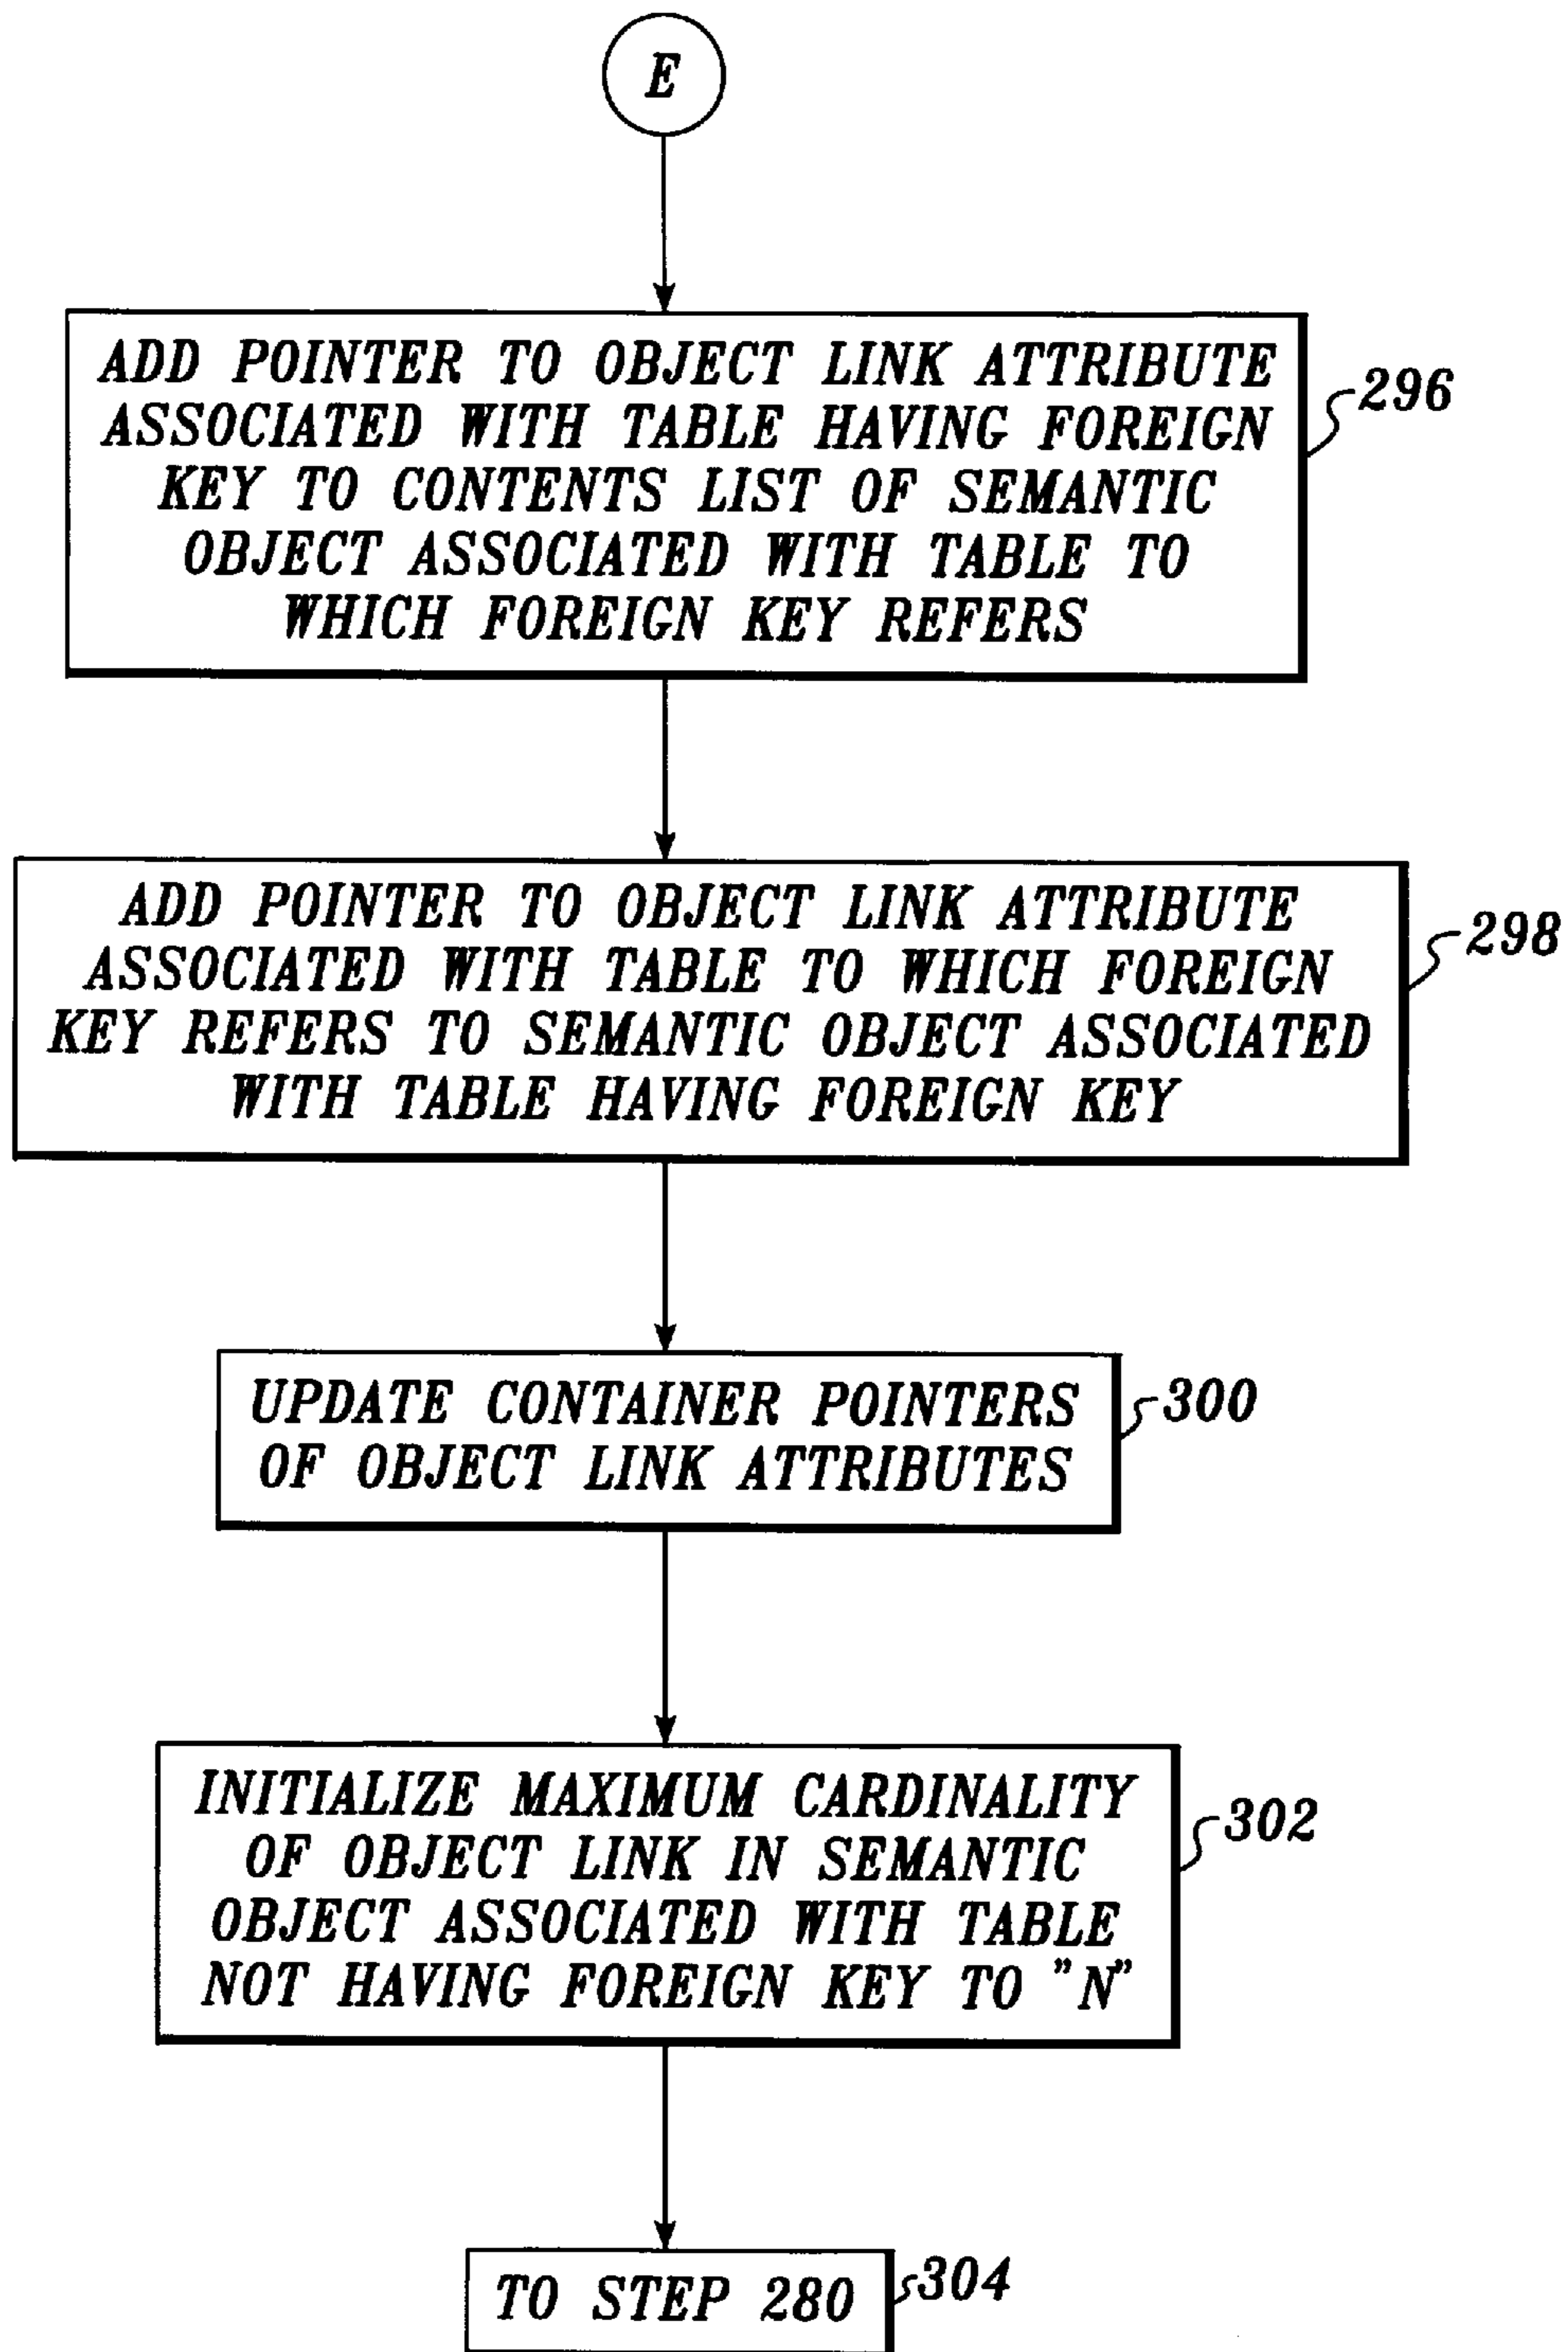 E
ADD POINTER TO OBJECT LINK ATTRIBUTE
ASSOCIATED WITH TABLE HAVING FOREIGN
KEY TO CONTENTS LIST OF SEMANTIC
OBJECT ASSOCIATED WITH TABLE TO
WHICH FOREIGN KEY REFERS
296
ADD POINTER TO OBJECT LINK ATTRIBUTE
ASSOCIATED WITH TABLE TO WHICH FOREIGN
KEY REFERS TO SEMANTIC OBJECT ASSOCIATED
WITH TABLE HAVING FOREIGN KEY
298
UPDATE CONTAINER POINTERS
OF OBJECT LINK ATTRIBUTES
300
INITIALIZE MAXIMUM CARDINALITY
OF OBJECT LINK IN SEMANTIC
OBJECT ASSOCIATED WITH TABLE
NOT HAVING FOREIGN KEY TO "N"
302
TO STEP 280
304